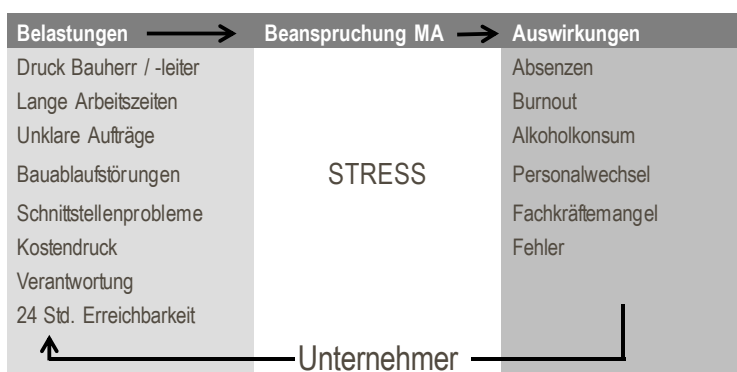 Belastungen Beanspruchung MA Auswirkungen
Druck Bauherr / -leiter
Lange Arbeitszeiten
Unklare Aufträge
Bauablaufstörungen
Schnittstellenprobleme
Kostendruck
Verantwortung
24 Std. Erreichbarkeit
STRESS
Absenzen
Burnout
Alkoholkonsum
Personalwechsel
Fachkräftemangel
Fehler
Unternehmer